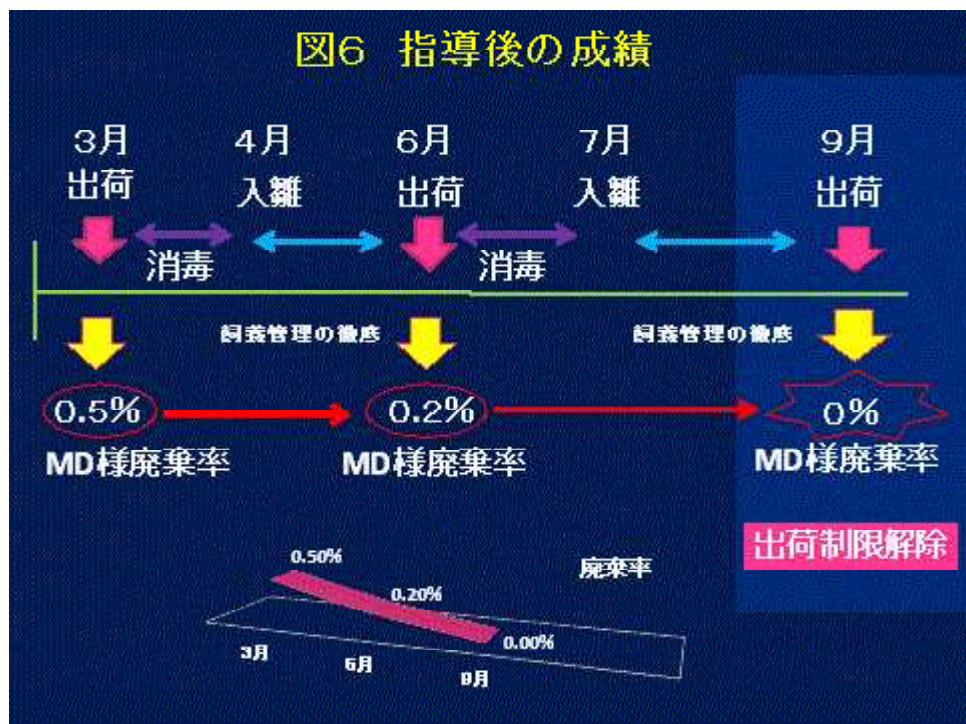 図6 指導後の成績
3月 4月 6月 7月 9月
出荷 入雛 出荷 入雛 出荷
消毒 消毒
飼養管理の徹底 飼養管理の徹底
0.5% 0.2% 0%
MD様廃棄率 MD様廃棄率 MD様廃棄率
出荷制限解除
廃棄率
0.50%
0.20%
0.00%
3月
6月
9月